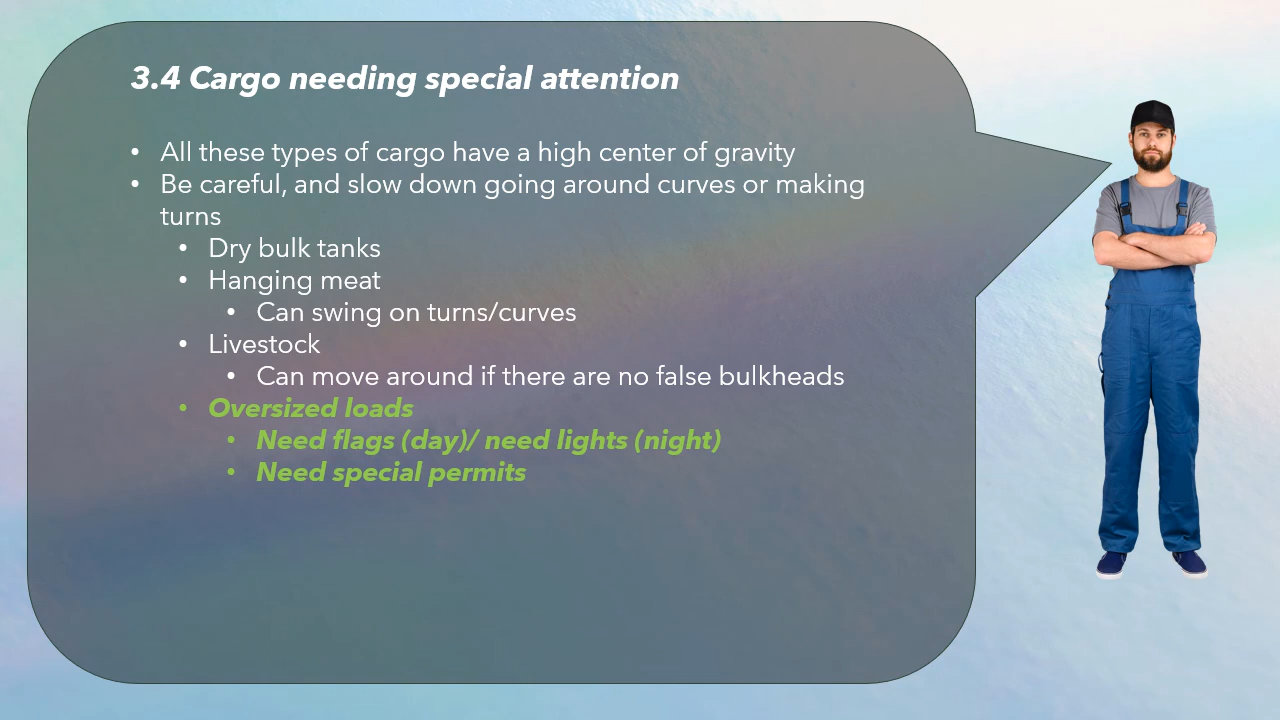 3.4 Cargo needing special attention
• All these types of cargo have a high center of gravity
• Be careful, and slow down going around curves or making
turns
• Dry bulk tanks
• Hanging meat
• Can swing on turns/curves
• Livestock
• Can move around if there are no false bulkheads
• Oversized loads
• Need flags (day)/ need lights (night)
• Need special permits